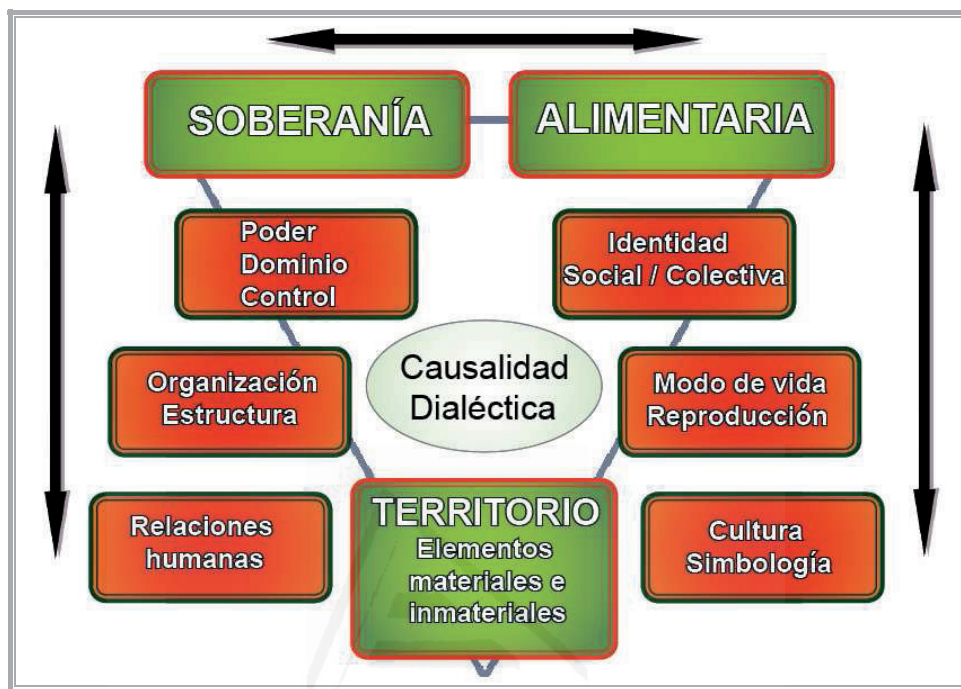 SOBERANÍA
ALIMENTARIA
Poder
Dominio
Control
Identidad
Social / Colectiva
Causalidad
Dialéctica
Organización
Estructura
Modo de vida
Reproducción
Relaciones
humanas
TERRITORIO
Elementos
materiales e
inmateriales
Cultura
Simbología